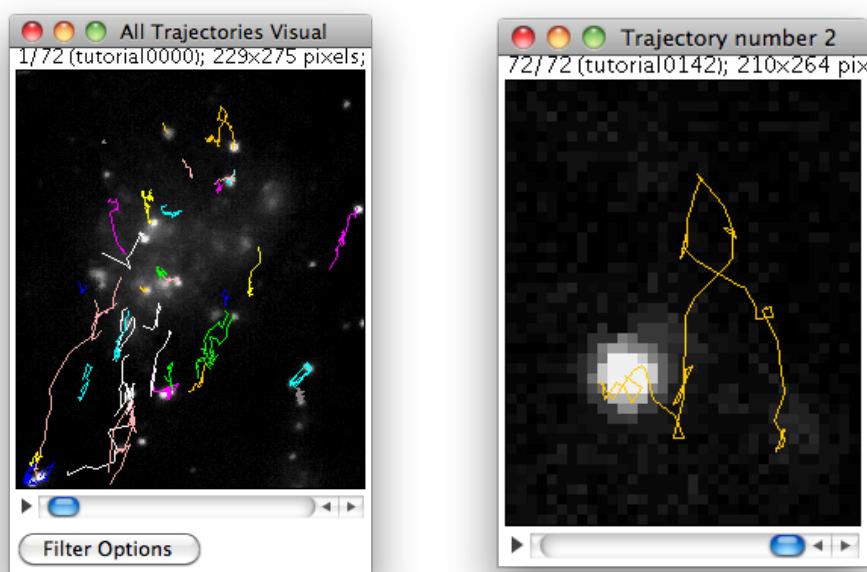 All Trajectories Visual
1/72 (tutorial0000); 229x275 pixels;
Filter Options
Trajectory number 2
72/72 (tutorial0142); 210x264 pix